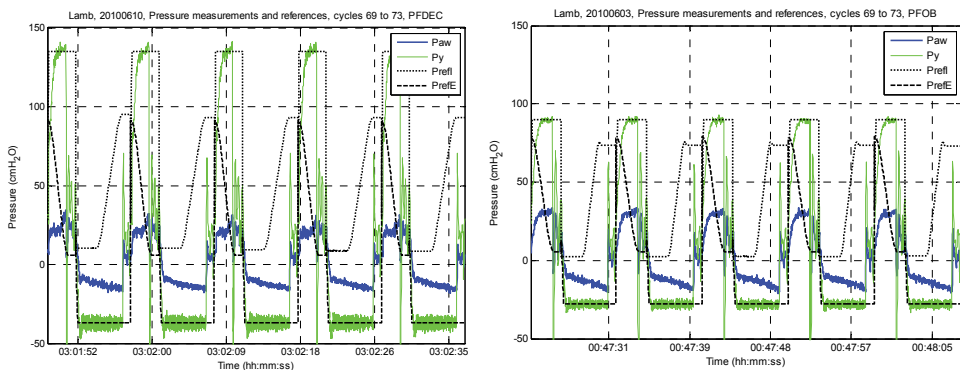 Lamb, 20100610, Pressure measurements and references, cycles 69 to 73, PFDEC
150
100
50
0
-50
Pressure (cmH2O)
Paw
Py
PrefI
PrefE
03:01:52 03:02:00 03:02:09 03:02:18 03:02:26 03:02:35
Time (hh:mm:ss)
Lamb, 20100603, Pressure measurements and references, cycles 69 to 73, PFOB
150
100
50
0
-50
Pressure (cmH2O)
Paw
Py
PrefI
PrefE
00:47:31 00:47:39 00:47:48 00:47:57 00:48:05
Time (hh:mm:ss)